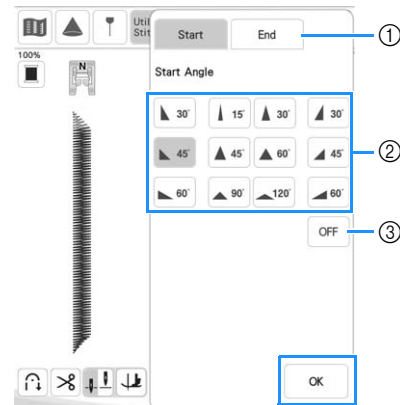 Utili
Stit
Start
End
①
100%
N
Start Angle
30°
15°
30°
30°
45°
45°
60°
45°
②
60°
90°
120°
60°
OFF
③
OK